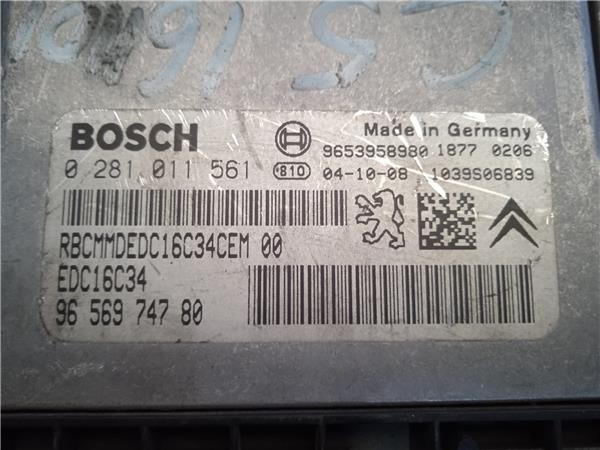 BOSCH
Made in Germany
0 281 011 561
810
9653958980 1877 0206
04-10-08 1039S06839
RBCMMDEDC16C34CEM 00
EDC16C34
96 569 747 80